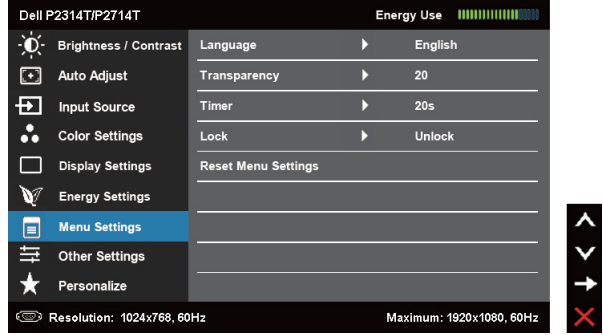 Dell P2314T/P2714T Energy Use
Brightness / Contrast Language English
Auto Adjust Transparency 20
Input Source Timer 20s
Color Settings Lock Unlock
Display Settings Reset Menu Settings
Energy Settings
Menu Settings
Other Settings
Personalize
Resolution: 1024x768, 60Hz Maximum: 1920x1080, 60Hz